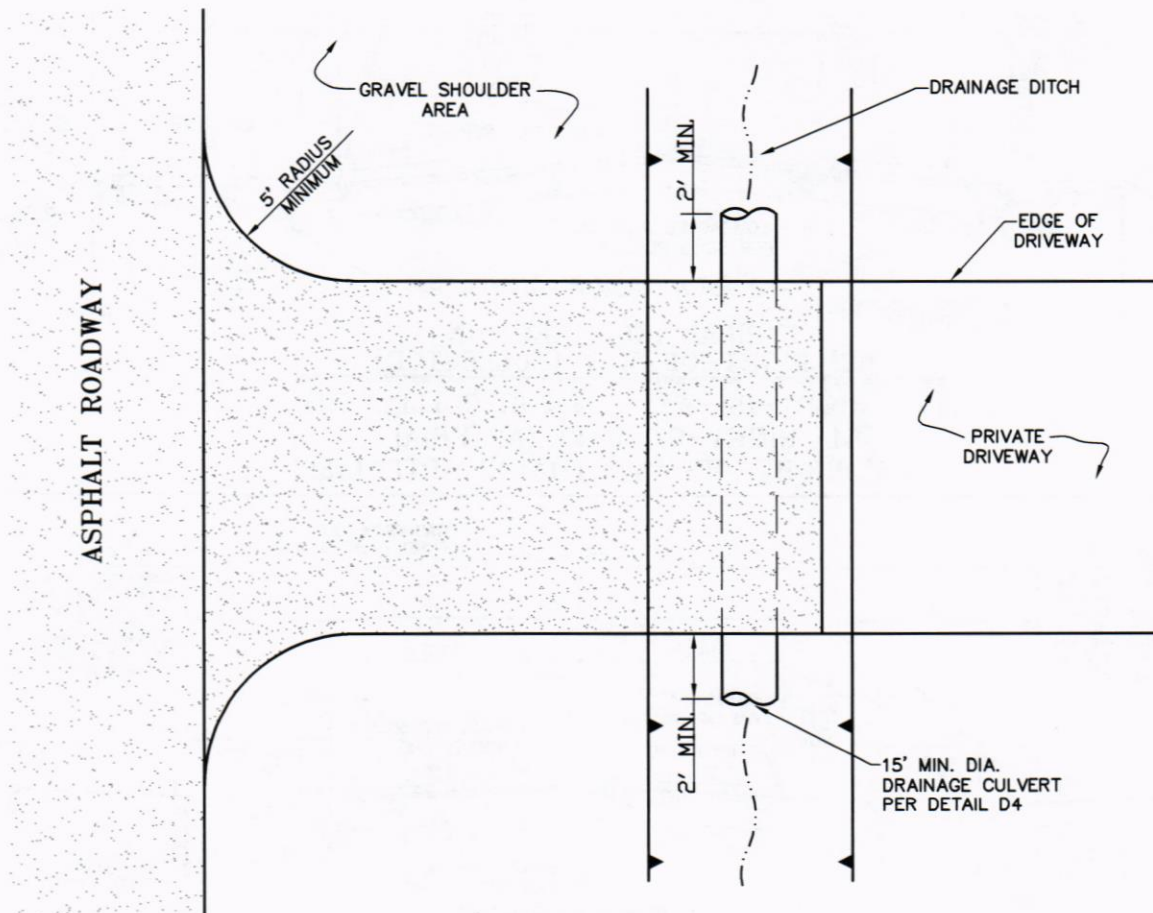 GRAVEL SHOULDER
AREA
DRAINAGE DITCH
2' MIN.
5' RADIUS
MINIMUM
EDGE OF
DRIVEWAY
ASPHALT ROADWAY
PRIVATE
DRIVEWAY
2' MIN.
15' MIN. DIA.
DRAINAGE CULVERT
PER DETAIL D4